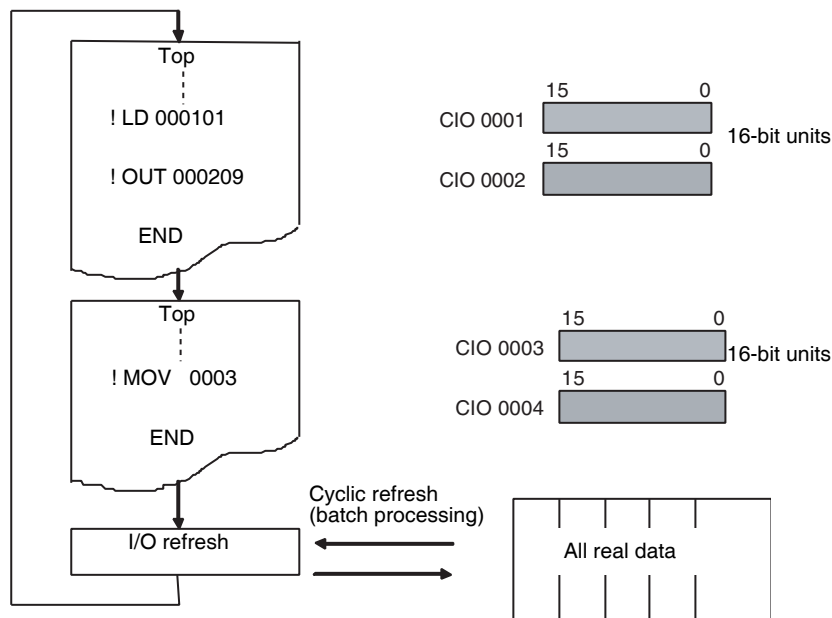 Top
! LD 000101
! OUT 000209
END
15 0
CIO 0001
16-bit units
15 0
CIO 0002
Top
! MOV 0003
END
15 0
CIO 0003
16-bit units
15 0
CIO 0004
Cyclic refresh
(batch processing)
I/O refresh
All real data